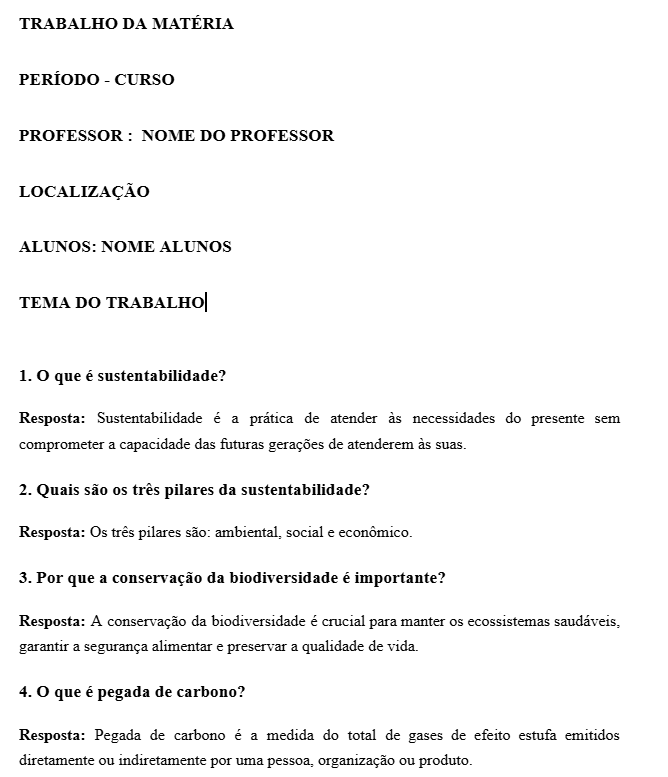 TRABALHO DA MATÉRIA
PERÍODO - CURSO
PROFESSOR : NOME DO PROFESSOR
LOCALIZAÇÃO
ALUNOS: NOME ALUNOS
TEMA DO TRABALHO
1. O que é sustentabilidade?
Resposta: Sustentabilidade é a prática de atender às necessidades do presente sem
comprometer a capacidade das futuras gerações de atenderem às suas.
2. Quais são os três pilares da sustentabilidade?
Resposta: Os três pilares são: ambiental, social e econômico.
3. Por que a conservação da biodiversidade é importante?
Resposta: A conservação da biodiversidade é crucial para manter os ecossistemas saudáveis,
garantir a segurança alimentar e preservar a qualidade de vida.
4. O que é pegada de carbono?
Resposta: Pegada de carbono é a medida do total de gases de efeito estufa emitidos
diretamente ou indiretamente por uma pessoa, organização ou produto.